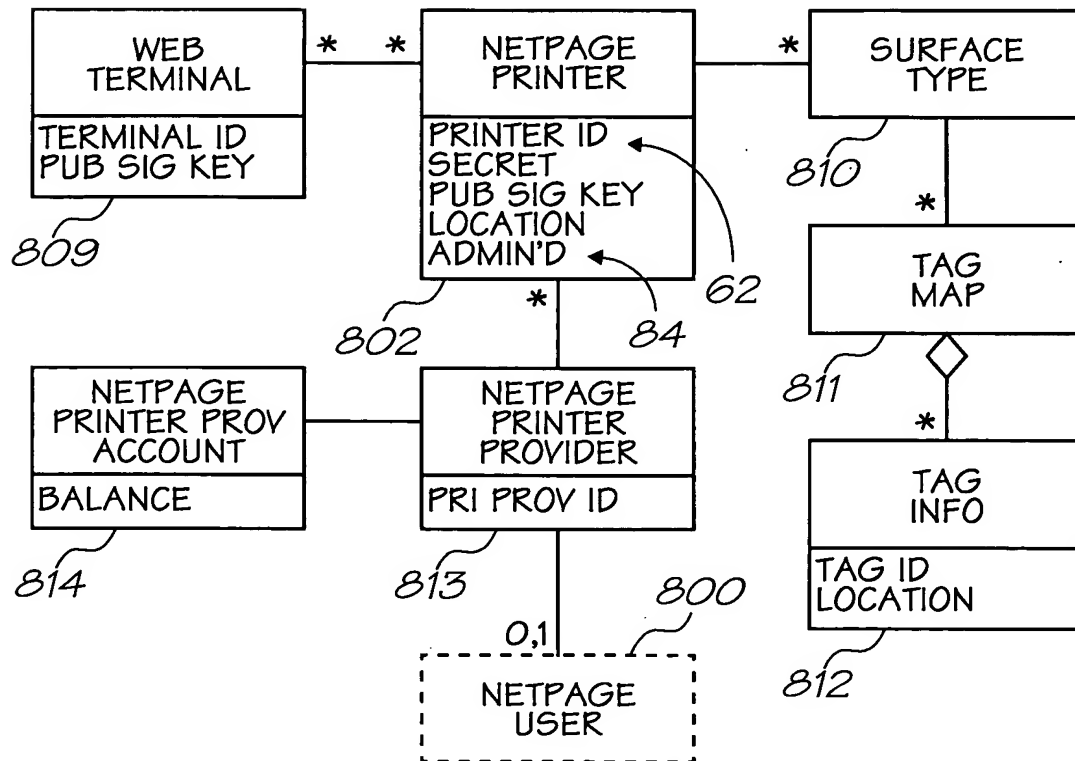 WEB
TERMINAL
TERMINAL ID
PUB SIG KEY
809
*
*
NETPAGE
PRINTER
PRINTER ID
SECRET
PUB SIG KEY
LOCATION
ADMIN'D
802
62
84
*
SURFACE
TYPE
810
*
TAG
MAP
811
*
TAG
INFO
TAG ID
LOCATION
812
*
NETPAGE
PRINTER PROV
ACCOUNT
BALANCE
814
NETPAGE
PRINTER
PROVIDER
PRI PROV ID
813
0,1
800
NETPAGE
USER